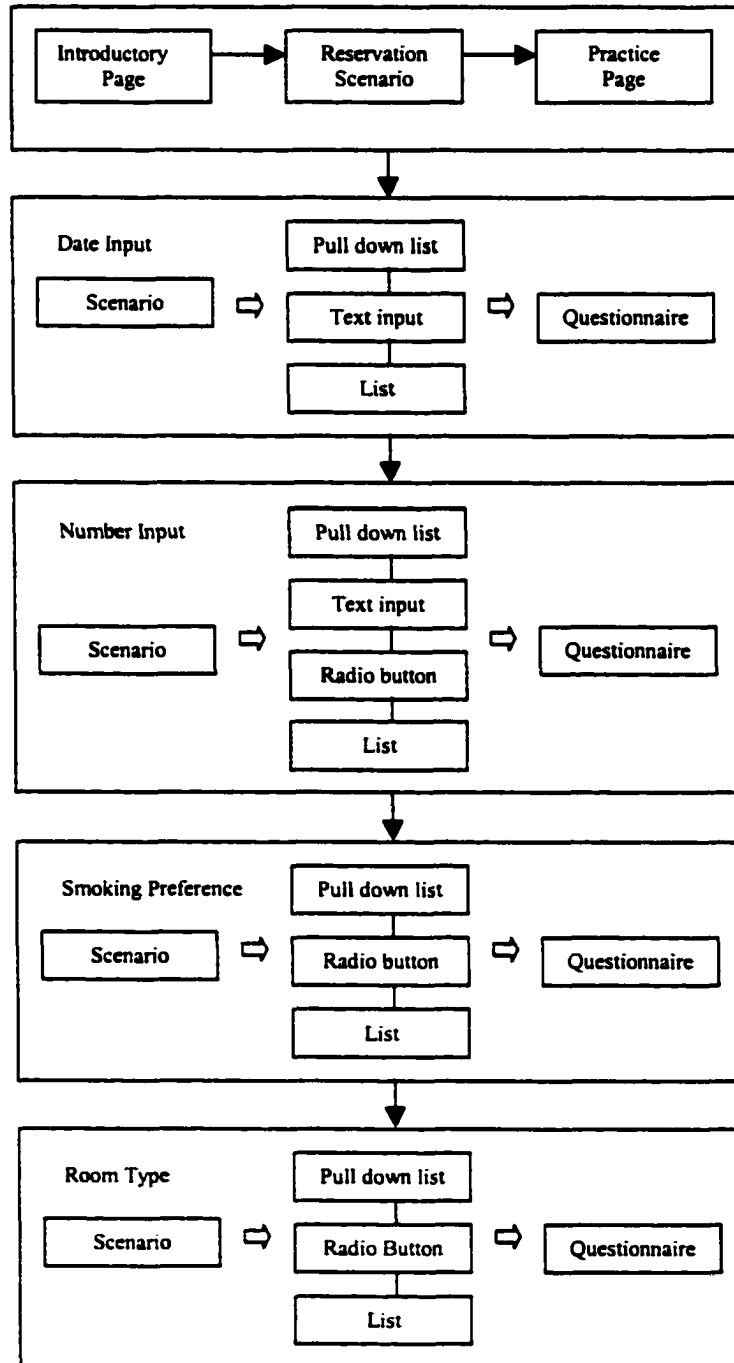 Introductory
Page
Reservation
Scenario
Practice
Page
Date Input
Pull down list
Scenario
Text input
Questionnaire
List
Number Input
Pull down list
Text input
Scenario
Questionnaire
Radio button
List
Smoking Preference
Pull down list
Scenario
Radio button
Questionnaire
List
Room Type
Pull down list
Scenario
Radio Button
Questionnaire
List